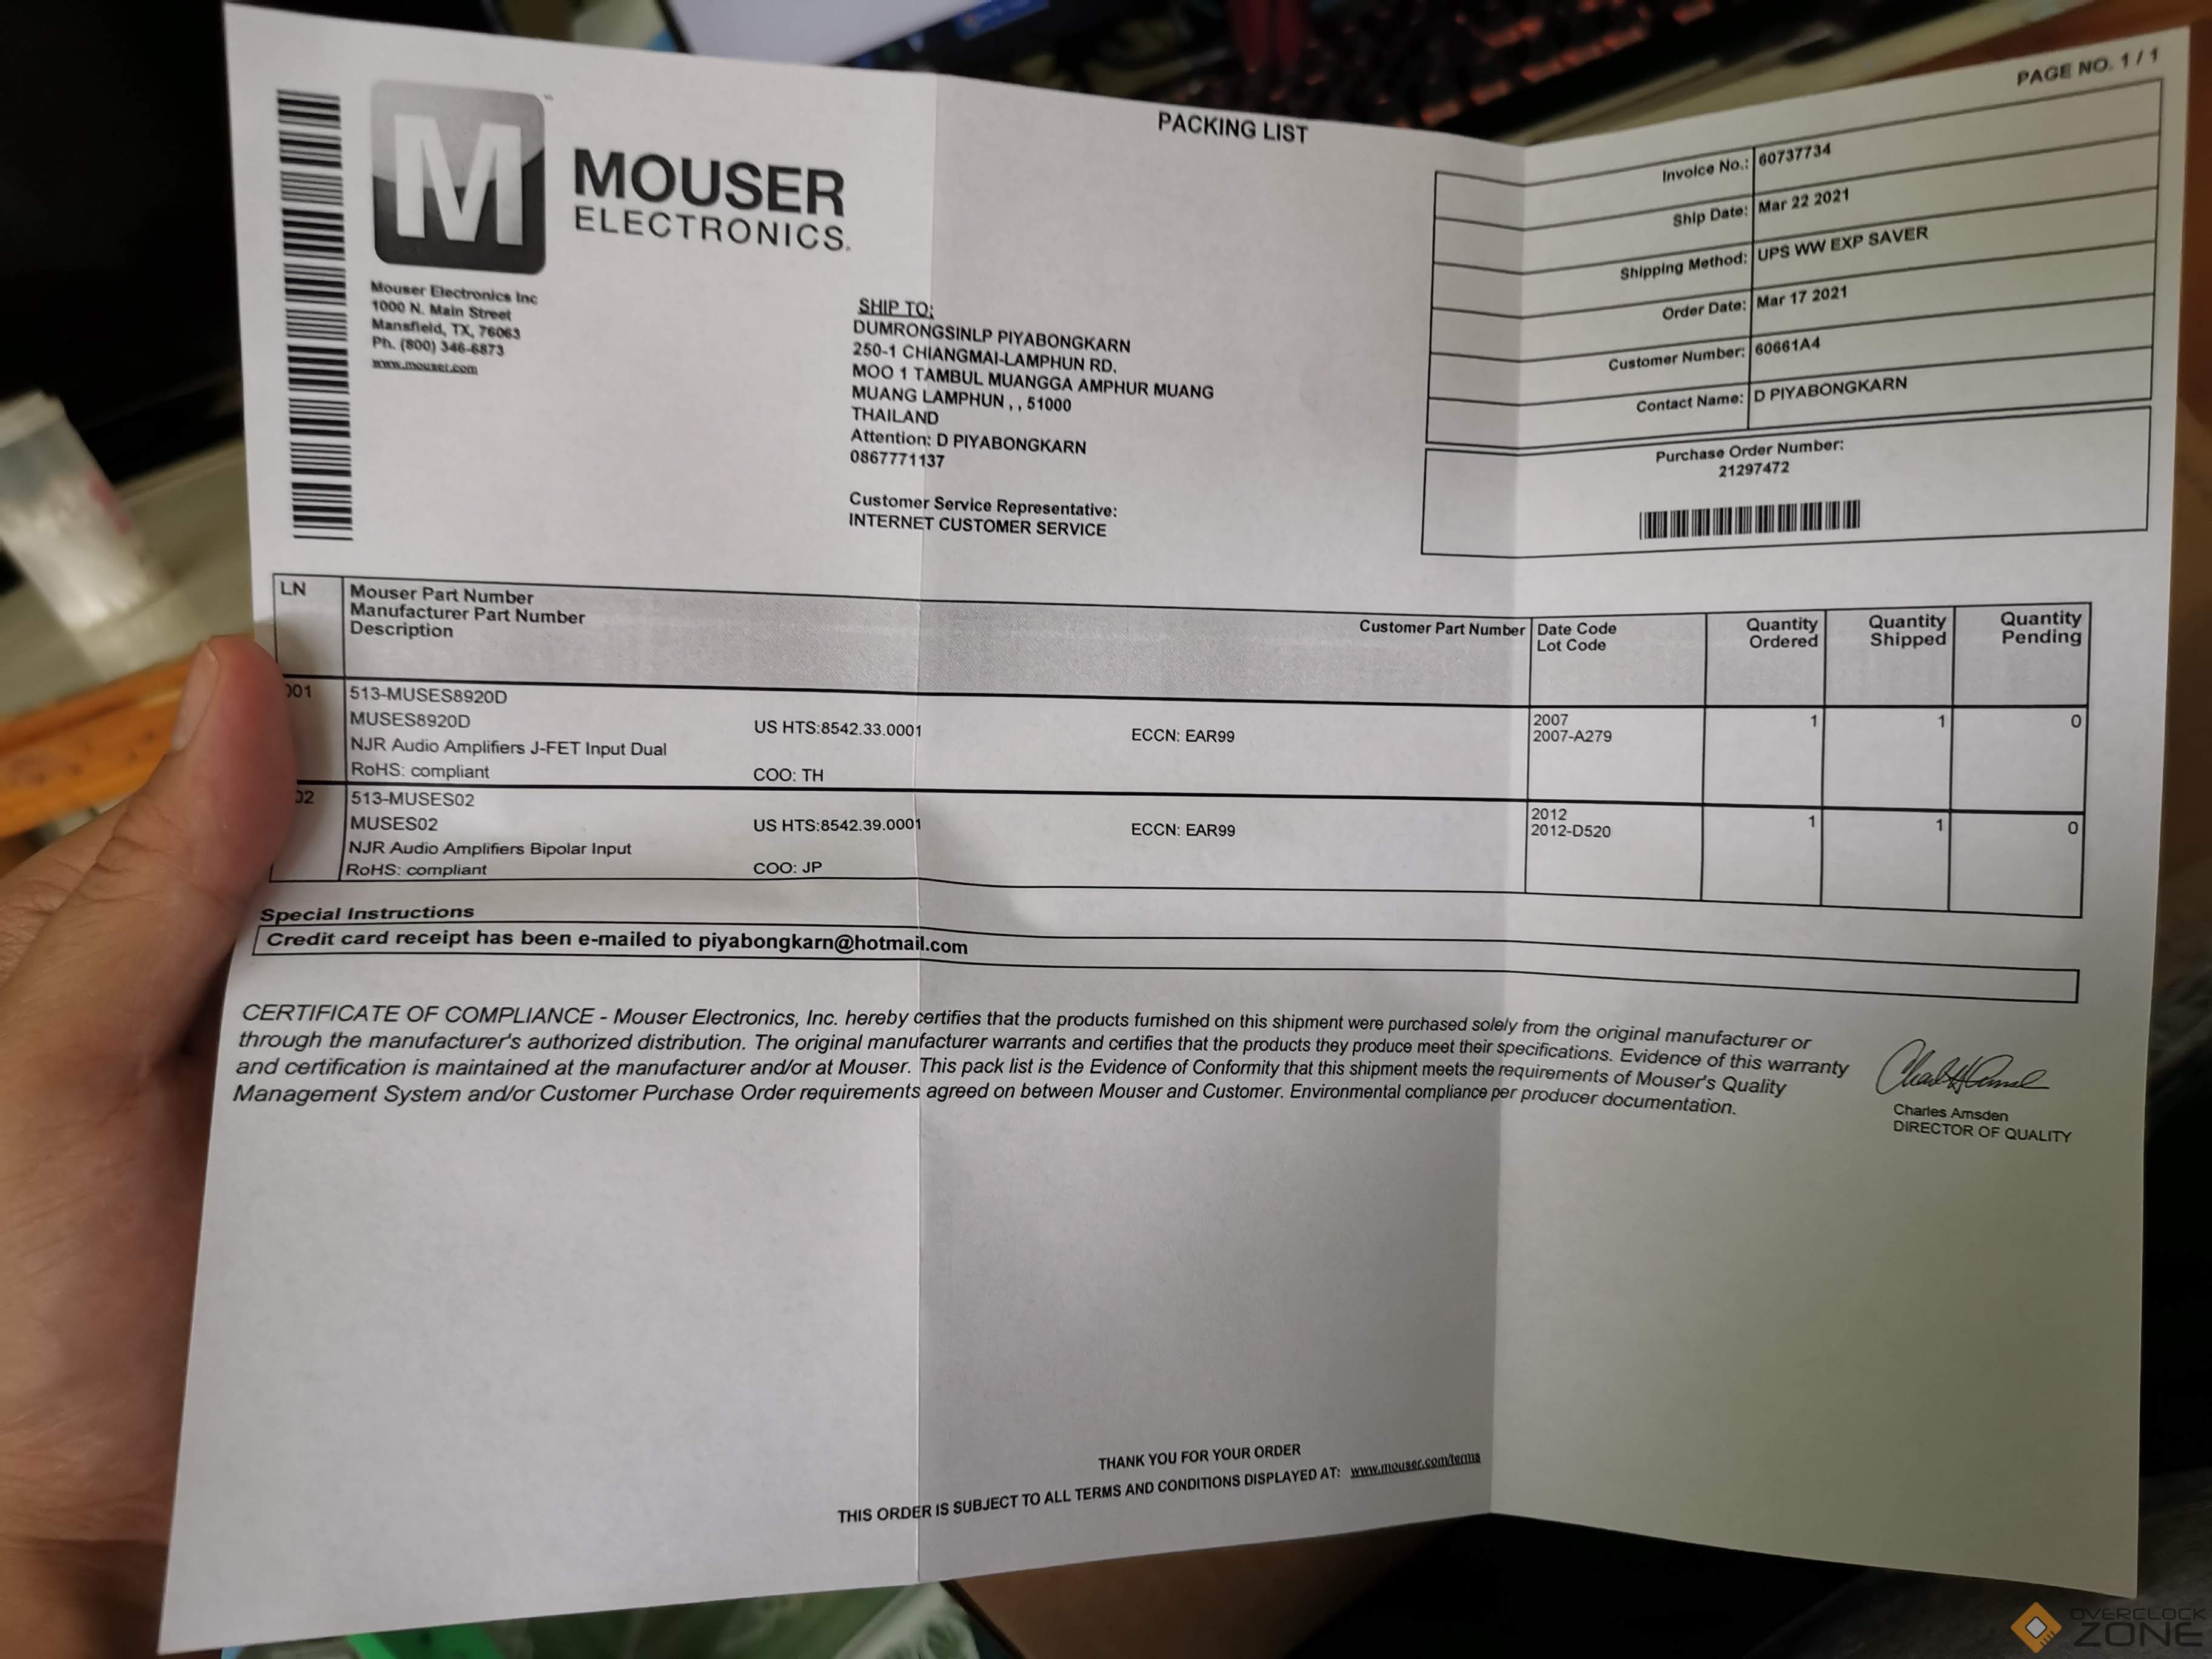 PAGE NO. 1 / 1
PACKING LIST
M
MOUSER
ELECTRONICS.
Mouser Electronics Inc
1000 N. Main Street
Mansfield, TX, 76063
Ph. (800) 346-6873
www.mouser.com
SHIP TO:
DUMRONGSINLP PIYABONGKARN
250-1 CHIANGMAI-LAMPHUN RD.
MOO 1 TAMBUL MUANGGA AMPHUR MUANG
MUANG LAMPHUN , , 51000
THAILAND
Attention: D PIYABONGKARN
0867771137
Customer Service Representative:
INTERNET CUSTOMER SERVICE
Invoice No.: 60737734
Ship Date: Mar 22 2021
Shipping Method: UPS WW EXP SAVER
Order Date: Mar 17 2021
Customer Number: 60661A4
Contact Name: D PIYABONGKARN
Purchase Order Number:
21297472
LN
Mouser Part Number
Manufacturer Part Number
Description
Customer Part Number
Date Code
Lot Code
Quantity
Ordered
Quantity
Shipped
Quantity
Pending
001
513-MUSES8920D
MUSES8920D
NJR Audio Amplifiers J-FET Input Dual
RoHS: compliant
US HTS:8542.33.0001
COO: TH
ECCN: EAR99
2007
2007-A279
1 1 0
02
513-MUSES02
MUSES02
NJR Audio Amplifiers Bipolar Input
RoHS: compliant
US HTS:8542.39.0001
COO: JP
ECCN: EAR99
2012
2012-D520
1 1 0
Special Instructions
Credit card receipt has been e-mailed to piyabongkarn@hotmail.com
CERTIFICATE OF COMPLIANCE - Mouser Electronics, Inc. hereby certifies that the products furnished on this shipment were purchased solely from the original manufacturer or
through the manufacturer's authorized distribution. The original manufacturer warrants and certifies that the products they produce meet their specifications. Evidence of this warranty
and certification is maintained at the manufacturer and/or at Mouser. This pack list is the Evidence of Conformity that this shipment meets the requirements of Mouser's Quality
Management System and/or Customer Purchase Order requirements agreed on between Mouser and Customer. Environmental compliance per producer documentation.
Charles Amsden
DIRECTOR OF QUALITY
THANK YOU FOR YOUR ORDER
THIS ORDER IS SUBJECT TO ALL TERMS AND CONDITIONS DISPLAYED AT: www.mouser.com/terms
OVERCLOCK
ZONE